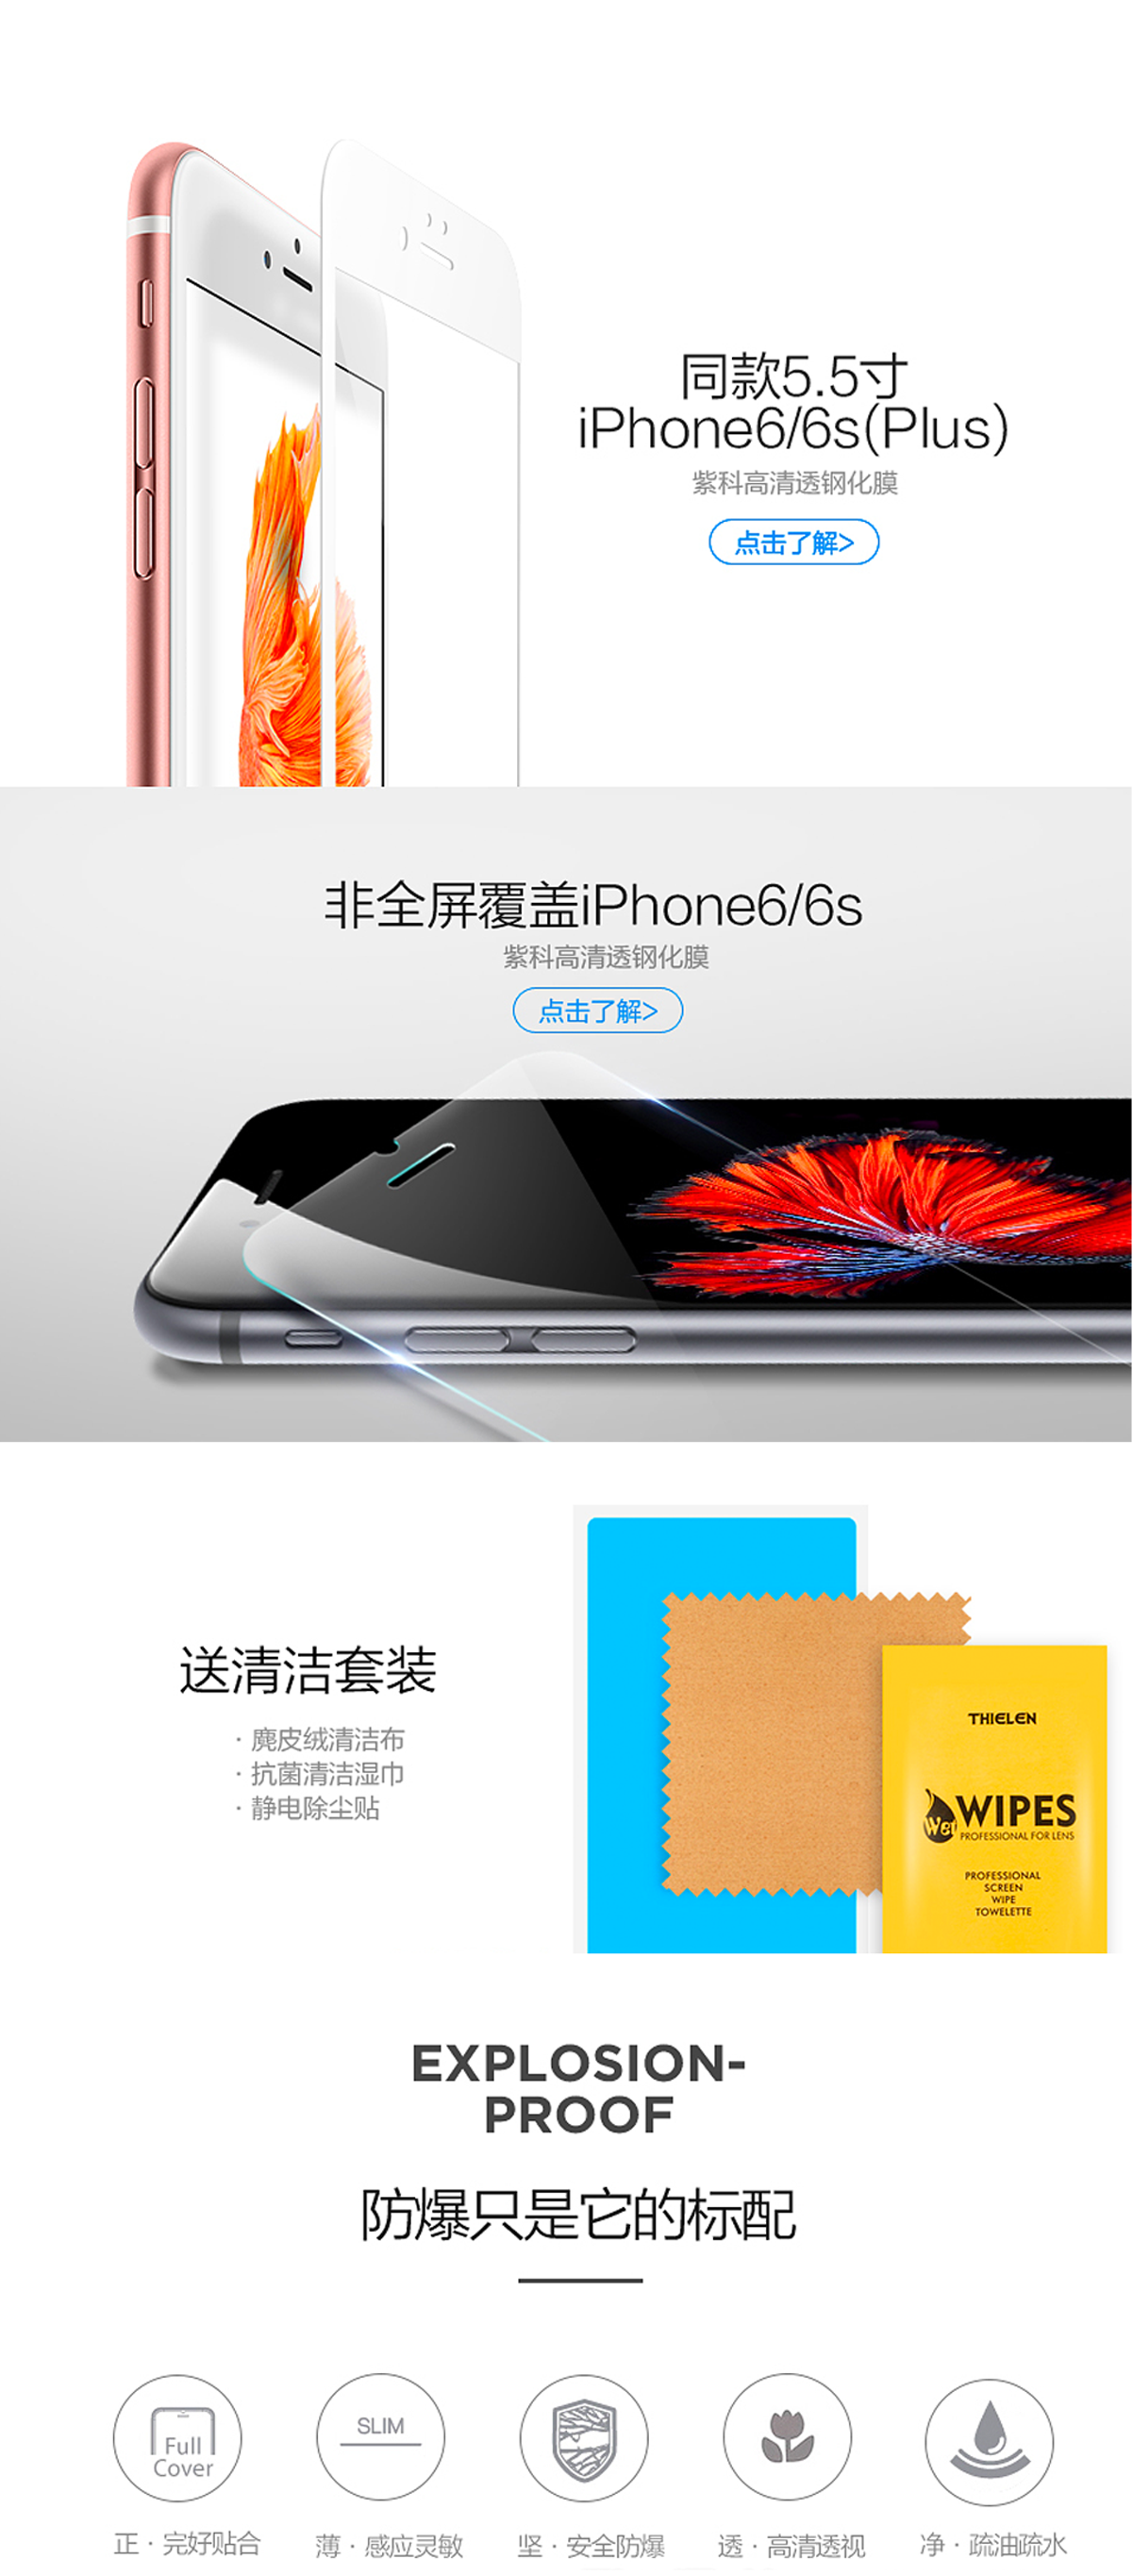 同款5.5寸
iPhone6/6s(Plus)
紫科高清透钢化膜
点击了解>
非全屏覆盖iPhone6/6s
紫科高清透钢化膜
点击了解>
送清洁套装
· 麂皮绒清洁布
· 抗菌清洁湿巾
· 静电除尘贴
THIELEN
Wet WIPES
PROFESSIONAL FOR LENS
PROFESSIONAL
SCREEN
WIPE
TOWELETTE
EXPLOSION-
PROOF
防爆只是它的标配
Full
Cover
SLIM
正 · 完好贴合
薄 · 感应灵敏
坚 · 安全防爆
透 · 高清透视
净 · 疏油疏水